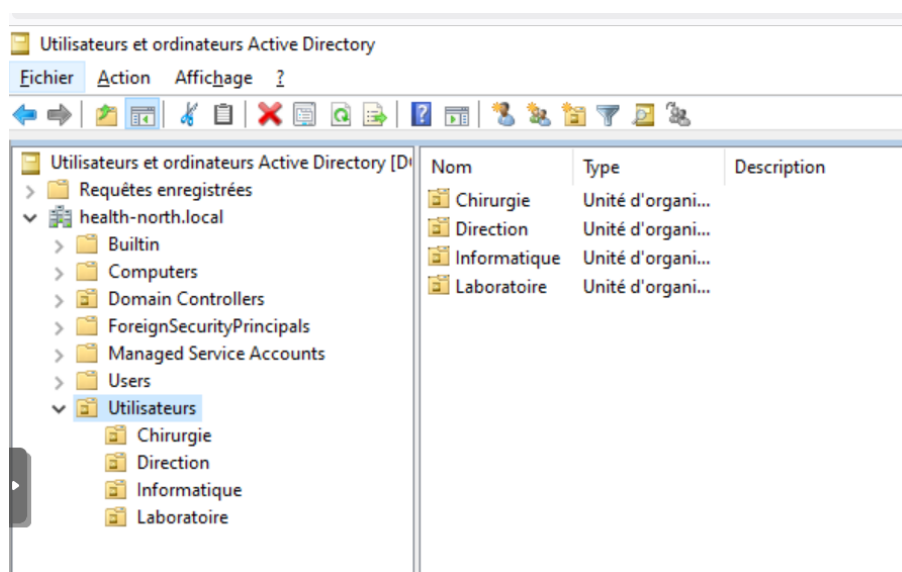 Utilisateurs et ordinateurs Active Directory
Fichier Action Affichage ?
Utilisateurs et ordinateurs Active Directory [D
Requêtes enregistrées
health-north.local
Builtin
Computers
Domain Controllers
ForeignSecurityPrincipals
Managed Service Accounts
Users
Utilisateurs
Chirurgie
Direction
Informatique
Laboratoire
Nom Type Description
Chirurgie Unité d'organi...
Direction Unité d'organi...
Informatique Unité d'organi...
Laboratoire Unité d'organi...